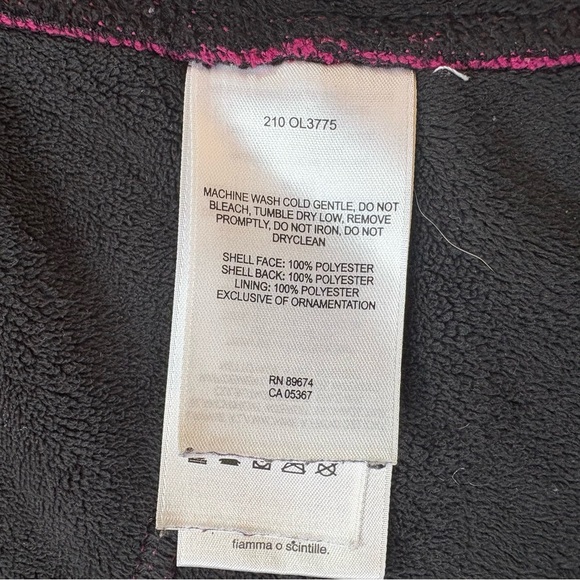 210 OL3775
MACHINE WASH COLD GENTLE, DO NOT
BLEACH, TUMBLE DRY LOW, REMOVE
PROMPTLY, DO NOT IRON, DO NOT
DRYCLEAN
SHELL FACE: 100% POLYESTER
SHELL BACK: 100% POLYESTER
LINING: 100% POLYESTER
EXCLUSIVE OF ORNAMENTATION
RN 89674
CA 05367
fiamma o scintille.